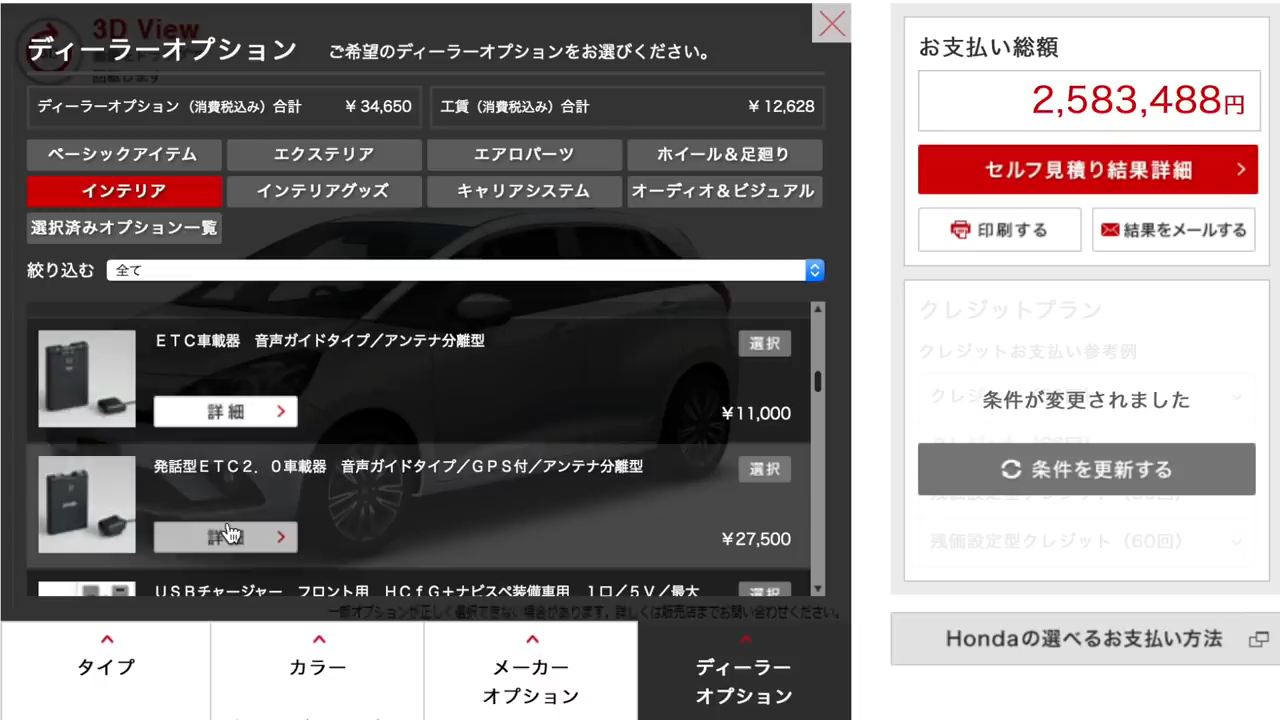 3D View
ディーラーオプション
ご希望のディーラーオプションをお選びください。
ディーラーオプション（消費税込み）合計
¥34,650
工賃（消費税込み）合計
¥12,628
ベーシックアイテム
エクステリア
エアロパーツ
ホイール＆足廻り
インテリア
インテリアグッズ
キャリアシステム
オーディオ＆ビジュアル
選択済みオプション一覧
絞り込む
全て
ＥＴＣ車載器　音声ガイドタイプ／アンテナ分離型
選択
詳細
¥11,000
発話型ＥＴＣ２．０車載器　音声ガイドタイプ／ＧＰＳ付／アンテナ分離型
選択
詳細
¥27,500
ＵＳＢチャージャー　フロント用　ＨＣｆＧ＋ナビスペ装備車用　１口／５Ｖ／最大
選択
一部オプションが正しく選択できない場合があります。詳しくは販売店までお問い合わせください。
タイプ
カラー
メーカー
オプション
ディーラー
オプション
お支払い総額
2,583,488円
セルフ見積り結果詳細
印刷する
結果をメールする
クレジットプラン
クレジットお支払い参考例
条件が変更されました
条件を更新する
残価設定型クレジット（60回）
Hondaの選べるお支払い方法